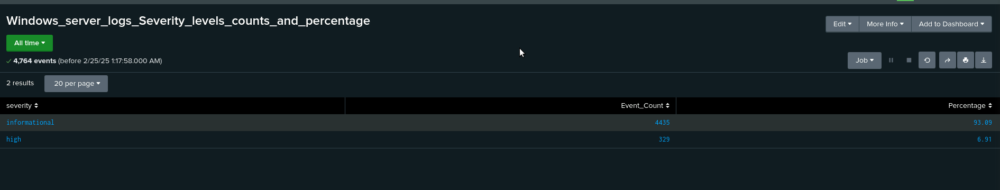 Windows_server_logs_Severity_levels_counts_and_percentage
Edit More Info Add to Dashboard
All time
4,764 events (before 2/25/25 1:17:58.000 AM)
Job
2 results 20 per page
severity Event_Count Percentage
informational 4435 93.09
high 329 6.91